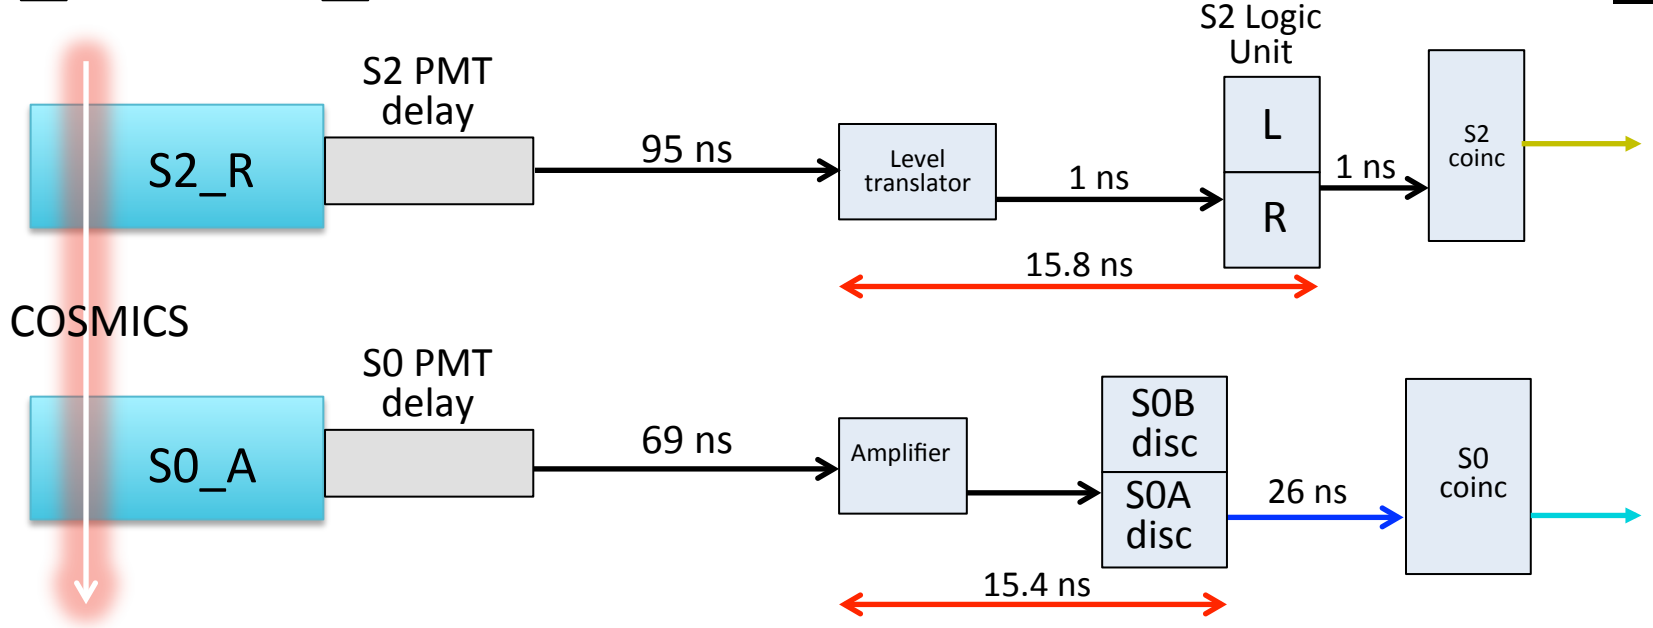 S2 Logic
Unit
S2 PMT
delay
S2_R
95 ns
Level
translator
1 ns
L
R
1 ns
S2
coinc
15.8 ns
COSMICS
S0 PMT
delay
S0_A
69 ns
Amplifier
S0B
disc
S0A
disc
26 ns
S0
coinc
15.4 ns